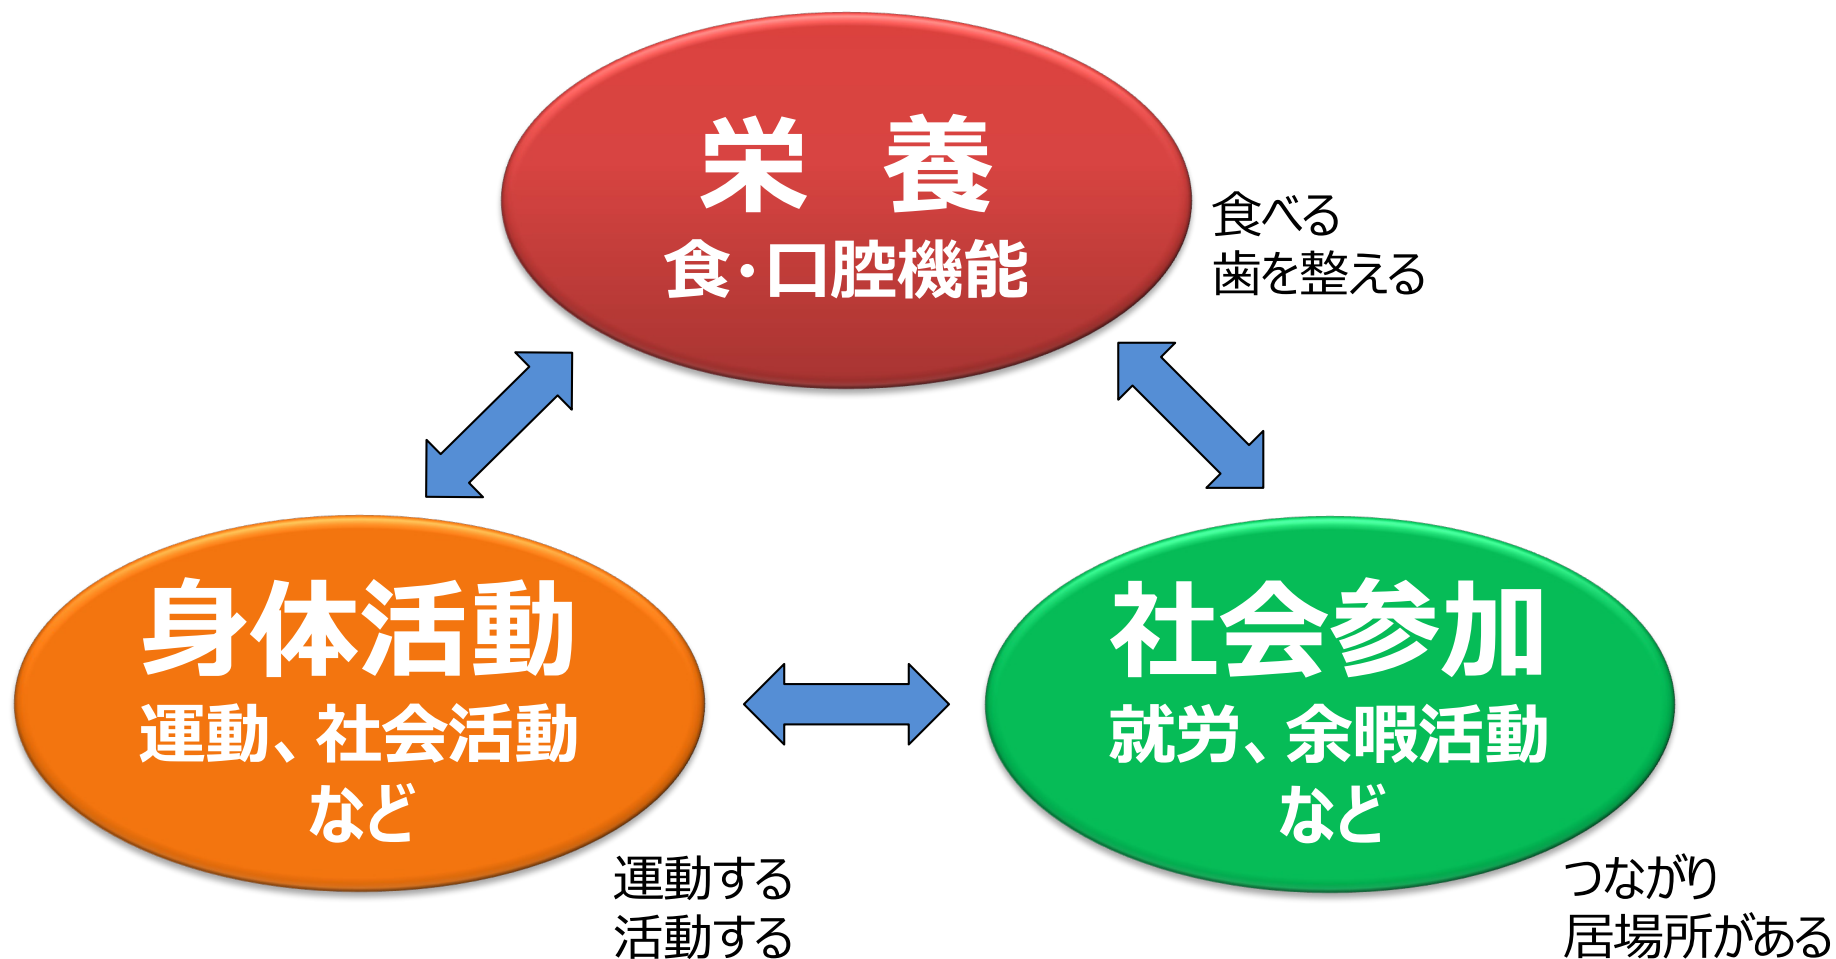 栄　養
食・口腔機能
食べる
歯を整える
身体活動
運動、社会活動
など
運動する
活動する
社会参加
就労、余暇活動
など
つながり
居場所がある